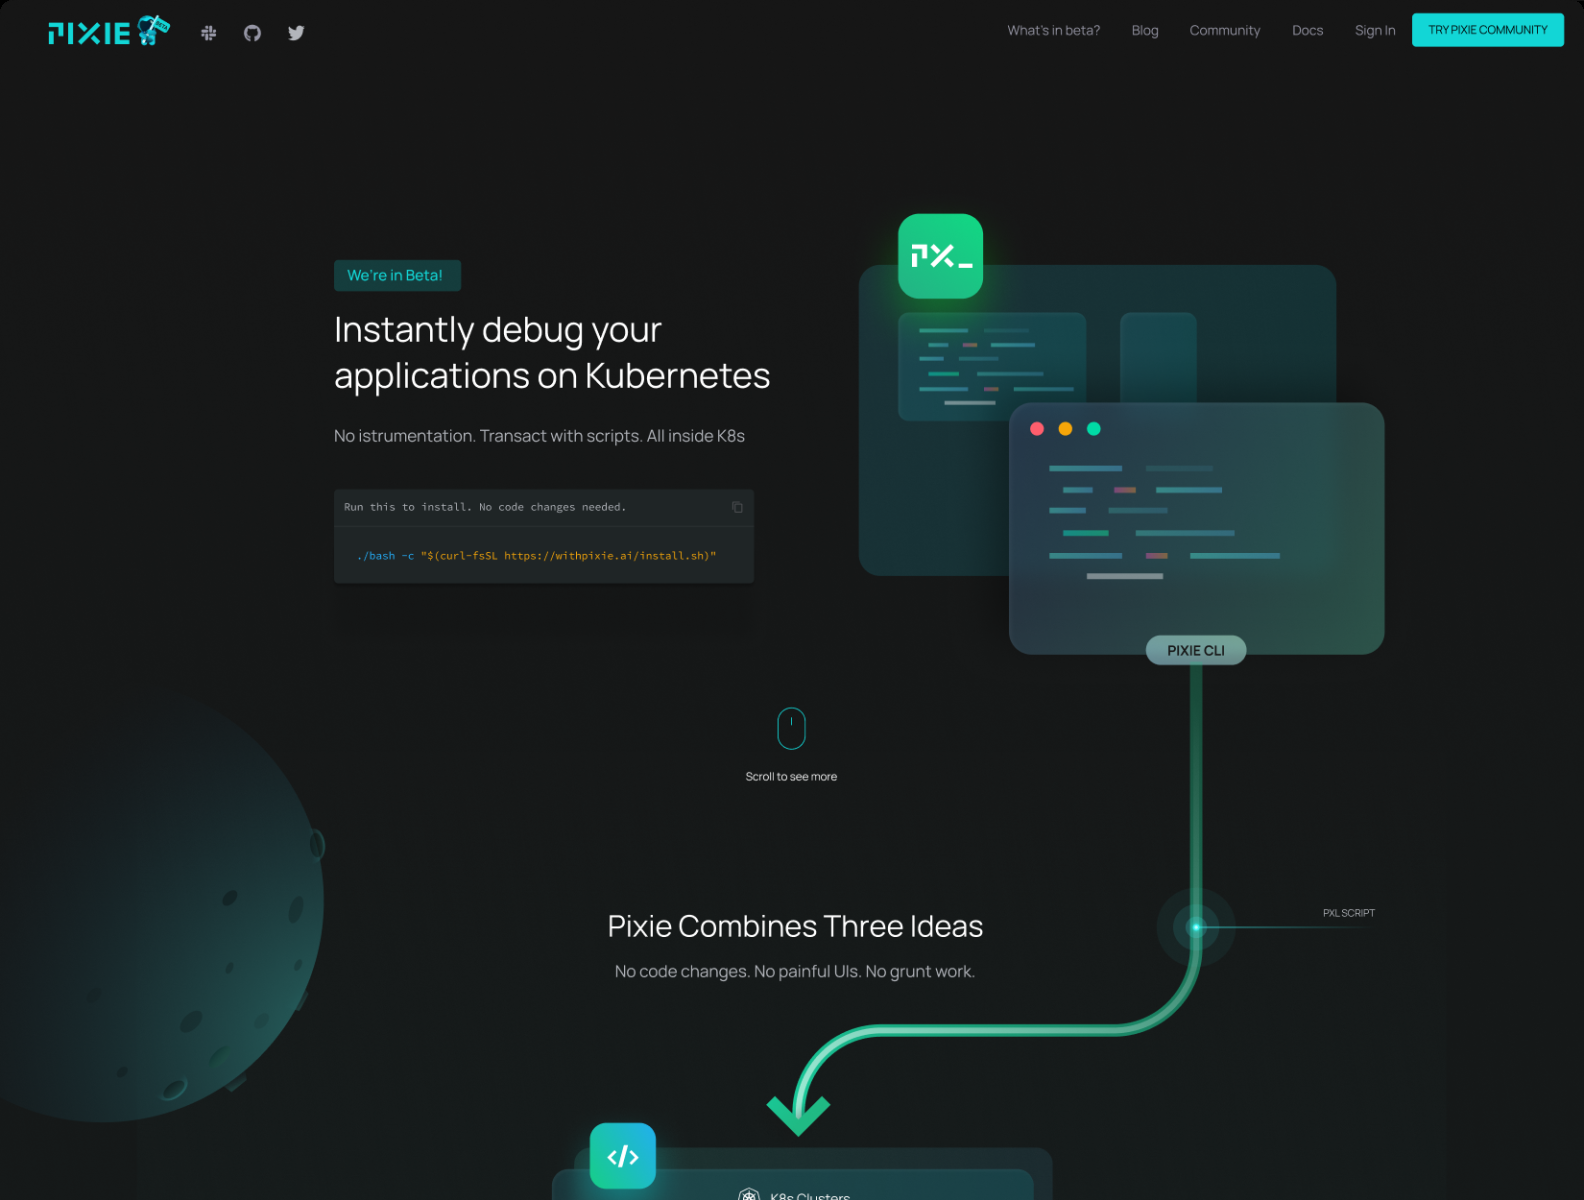 PIXIE BETA
What's in beta? Blog Community Docs Sign In TRY PIXIE COMMUNITY
We're in Beta!
Instantly debug your
applications on Kubernetes
No istrumentation. Transact with scripts. All inside K8s
Run this to install. No code changes needed.
./bash -c "$(curl-fsSL https://withpixie.ai/install.sh)"
PX_
PIXIE CLI
Scroll to see more
PXL SCRIPT
Pixie Combines Three Ideas
No code changes. No painful UIs. No grunt work.
</>
K8s Clusters